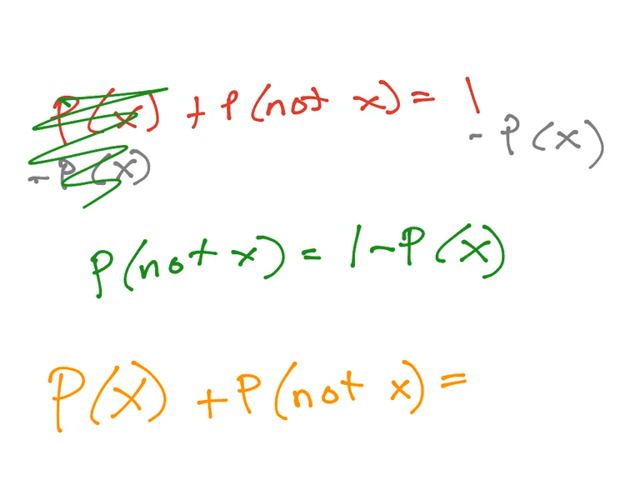 P(x) + P(not x) = 1
- P(x) - P(x)
P(not x) = 1 - P(x)
P(x) + P(not x) =